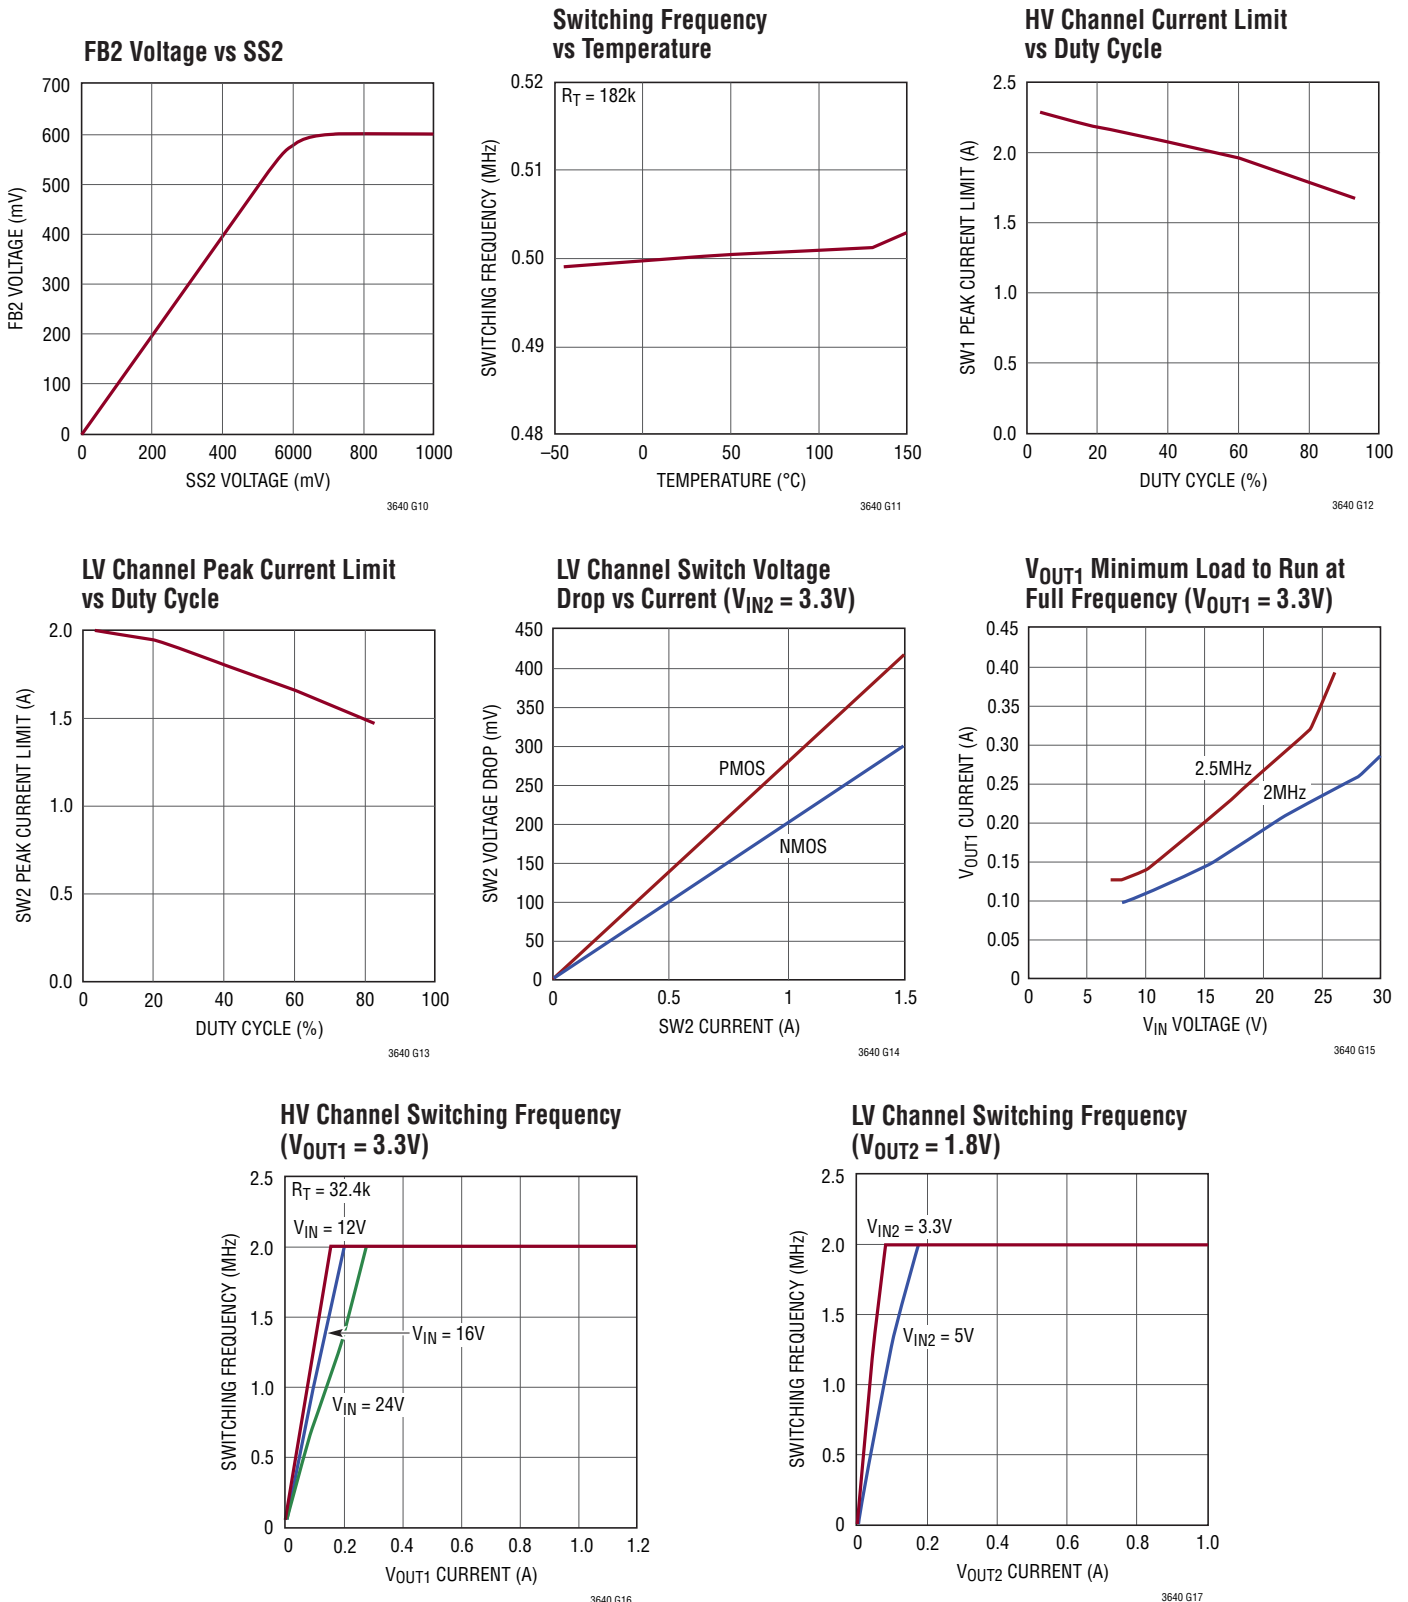 FB2 Voltage vs SS2
700
600
500
400
300
200
100
0
FB2 VOLTAGE (mV)
0 200 400 6000 800 1000
SS2 VOLTAGE (mV)
3640 G10
Switching Frequency
vs Temperature
RT = 182k
0.52
0.51
0.50
0.49
0.48
SWITCHING FREQUENCY (MHz)
–50 0 50 100 150
TEMPERATURE (°C)
3640 G11
HV Channel Current Limit
vs Duty Cycle
2.5
2.0
1.5
1.0
0.5
0.0
SW1 PEAK CURRENT LIMIT (A)
0 20 40 60 80 100
DUTY CYCLE (%)
3640 G12
LV Channel Peak Current Limit
vs Duty Cycle
2.0
1.5
1.0
0.5
0.0
SW2 PEAK CURRENT LIMIT (A)
0 20 40 60 80 100
DUTY CYCLE (%)
3640 G13
LV Channel Switch Voltage
Drop vs Current (VIN2 = 3.3V)
450
400
350
300
250
200
150
100
50
0
SW2 VOLTAGE DROP (mV)
PMOS
NMOS
0 0.5 1 1.5
SW2 CURRENT (A)
3640 G14
VOUT1 Minimum Load to Run at
Full Frequency (VOUT1 = 3.3V)
0.45
0.40
0.35
0.30
0.25
0.20
0.15
0.10
0.05
0
VOUT1 CURRENT (A)
2.5MHz
2MHz
0 5 10 15 20 25 30
VIN VOLTAGE (V)
3640 G15
HV Channel Switching Frequency
(VOUT1 = 3.3V)
2.5
2.0
1.5
1.0
0.5
0
SWITCHING FREQUENCY (MHz)
RT = 32.4k
VIN = 12V
VIN = 16V
VIN = 24V
0 0.2 0.4 0.6 0.8 1.0 1.2
VOUT1 CURRENT (A)
3640 G16
LV Channel Switching Frequency
(VOUT2 = 1.8V)
2.5
2.0
1.5
1.0
0.5
0
SWITCHING FREQUENCY (MHz)
VIN2 = 3.3V
VIN2 = 5V
0 0.2 0.4 0.6 0.8 1.0
VOUT2 CURRENT (A)
3640 G17